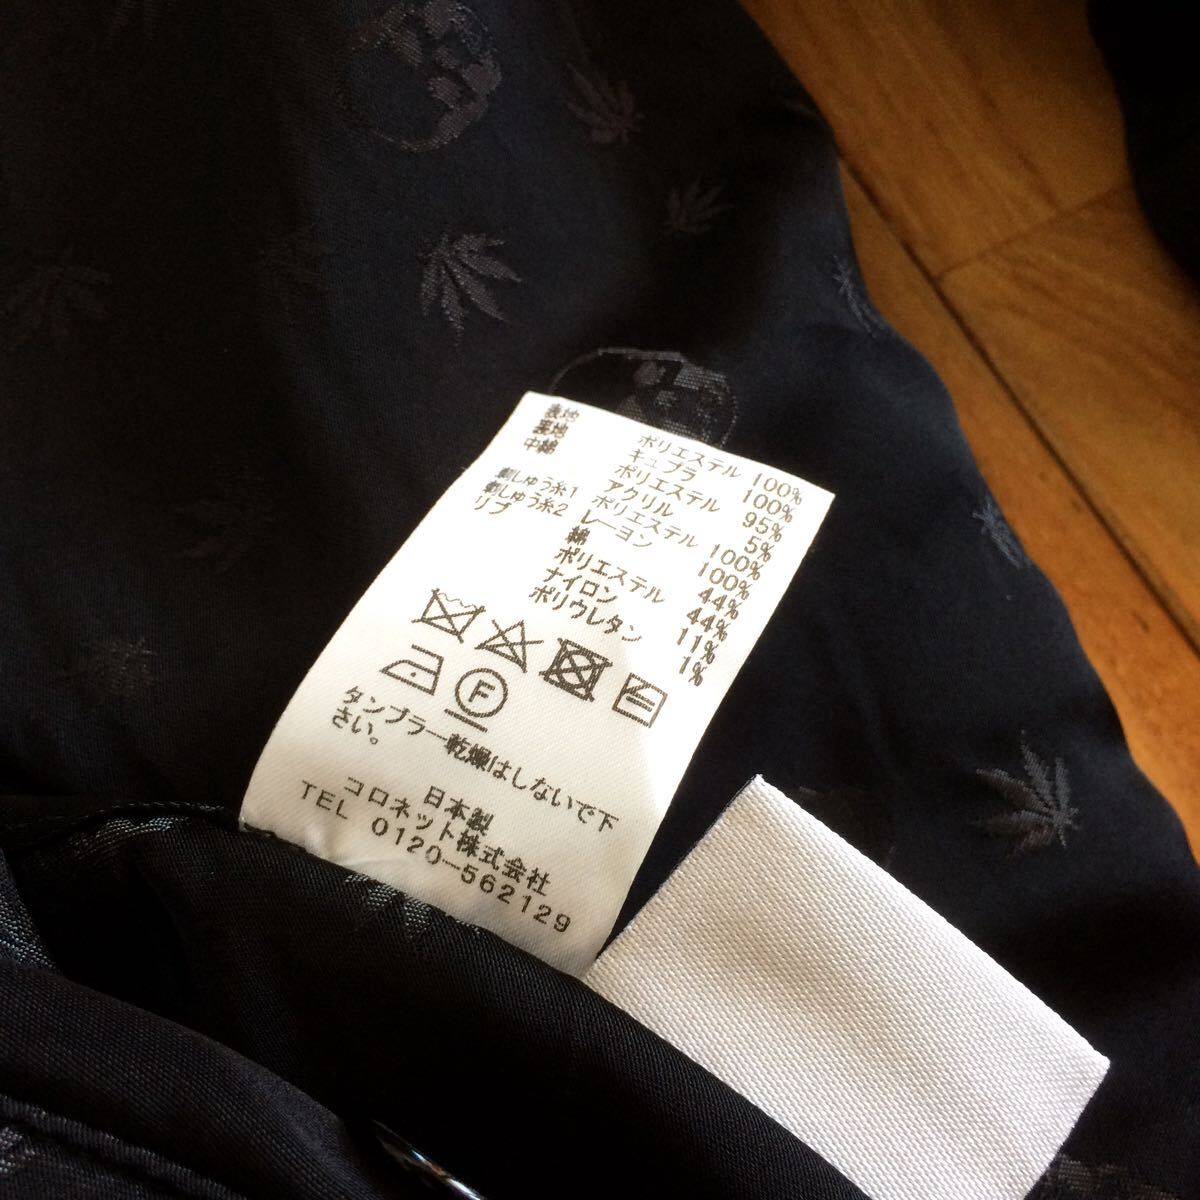 表地 ポリエステル 100%
裏地 キュプラ 100%
中綿 ポリエステル 95%
アクリル 5%
刺しゅう糸1 ポリエステル 100%
刺しゅう糸2 レーヨン 100%
リブ 綿 44%
ポリエステル 44%
ナイロン 11%
ポリウレタン 1%
F
タンブラー乾燥はしないで下
さい。
日本製
コロネット株式会社
TEL 0120-562129